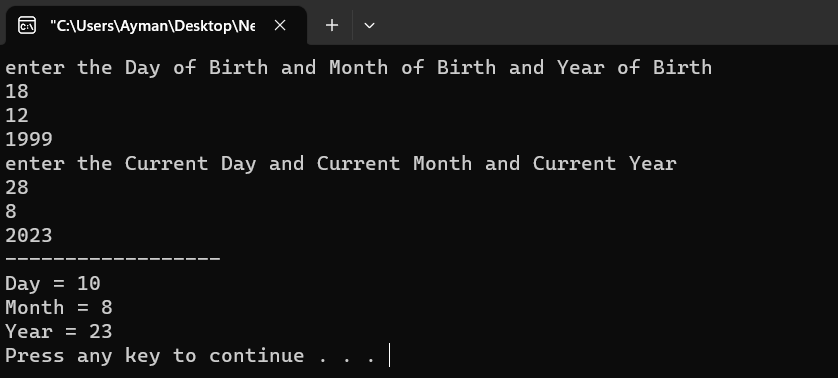 "C:\Users\Ayman\Desktop\Ne
enter the Day of Birth and Month of Birth and Year of Birth
18
12
1999
enter the Current Day and Current Month and Current Year
28
8
2023
------------------
Day = 10
Month = 8
Year = 23
Press any key to continue . . .